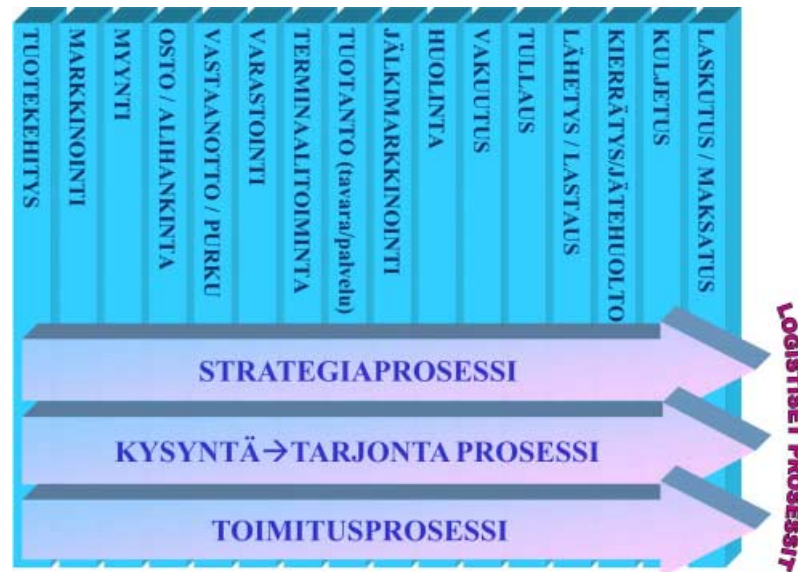 TUOTEKEHITYS
MARKKINOINTI
MYYNTI
OSTO / ALIHANKINTA
VASTAANOTTO / PURKU
VARASTOINTI
TERMINAALITOIMINTA
TUOTANTO (tavara/palvelu)
JÄLKIMARKKINOINTI
HUOLINTA
VAKUUTUS
TULLAUS
LÄHETYS / LASTAUS
KIERRÄTYS/JÄTEHUOLTO
KULJETUS
LASKUTUS / MAKSATUS
STRATEGIAPROSESSI
KYSYNTÄ→TARJONTA PROSESSI
TOIMITUSPROSESSI
LOGISTISET PROSESSIT